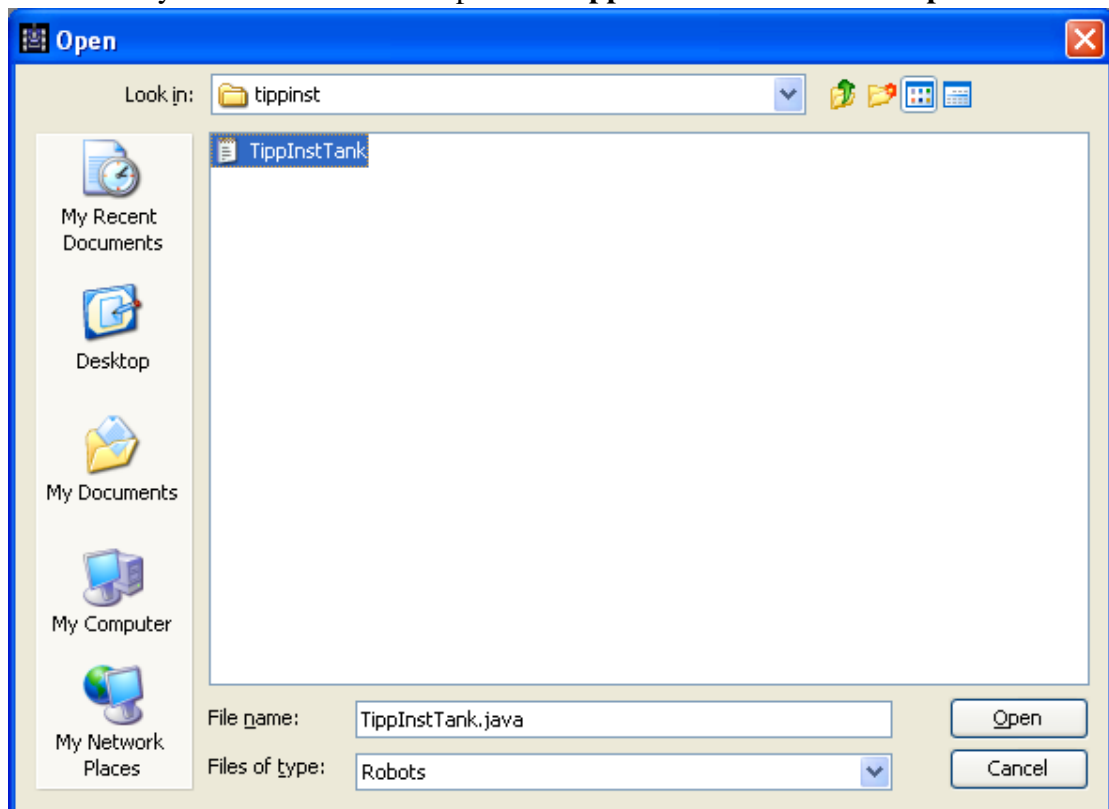 Open
Look in:
tippinst
TippInstTank
My Recent
Documents
Desktop
My Documents
My Computer
My Network
Places
File name:
TippInstTank.java
Open
Files of type:
Robots
Cancel